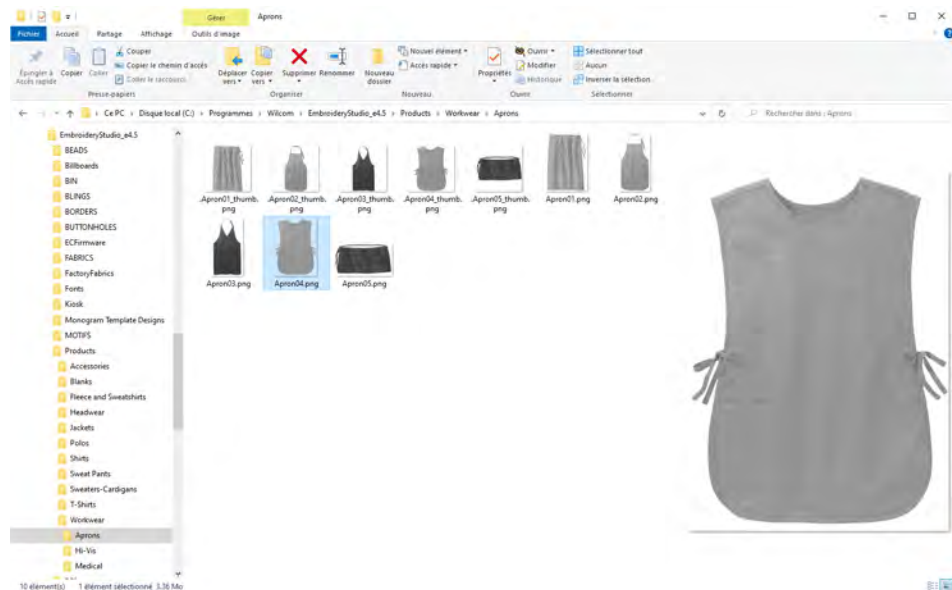 Gérer
Aprons
Fichier
Accueil
Partage
Affichage
Outils d'image
Épingler à
Accès rapide
Copier
Coller
Couper
Copier le chemin d'accès
Coller le raccourci
Presse-papiers
Déplacer
vers
Copier
vers
Supprimer
Renommer
Organiser
Nouveau
dossier
Nouvel élément
Accès rapide
Nouveau
Propriétés
Ouvrir
Modifier
Historique
Ouvrir
Sélectionner tout
Aucun
Inverser la sélection
Sélectionner
Ce PC › Disque local (C:) › Programmes › Wilcom › EmbroideryStudio_e4.5 › Products › Workwear › Aprons
Rechercher dans : Aprons
EmbroideryStudio_e4.5
BEADS
Billboards
BIN
BLINGS
BORDERS
BUTTONHOLES
ECFirmware
FABRICS
FactoryFabrics
Fonts
Kiosk
Monogram Template Designs
MOTIFS
Products
Accessories
Blanks
Fleece and Sweatshirts
Headwear
Jackets
Polos
Shirts
Sweat Pants
Sweaters-Cardigans
T-Shirts
Workwear
Aprons
Hi-Vis
Medical
.Apron01_thumb.
png
.Apron02_thumb.
png
.Apron03_thumb.
png
.Apron04_thumb.
png
.Apron05_thumb.
png
Apron01.png
Apron02.png
Apron03.png
Apron04.png
Apron05.png
10 élément(s)
1 élément sélectionné 3,36 Mo